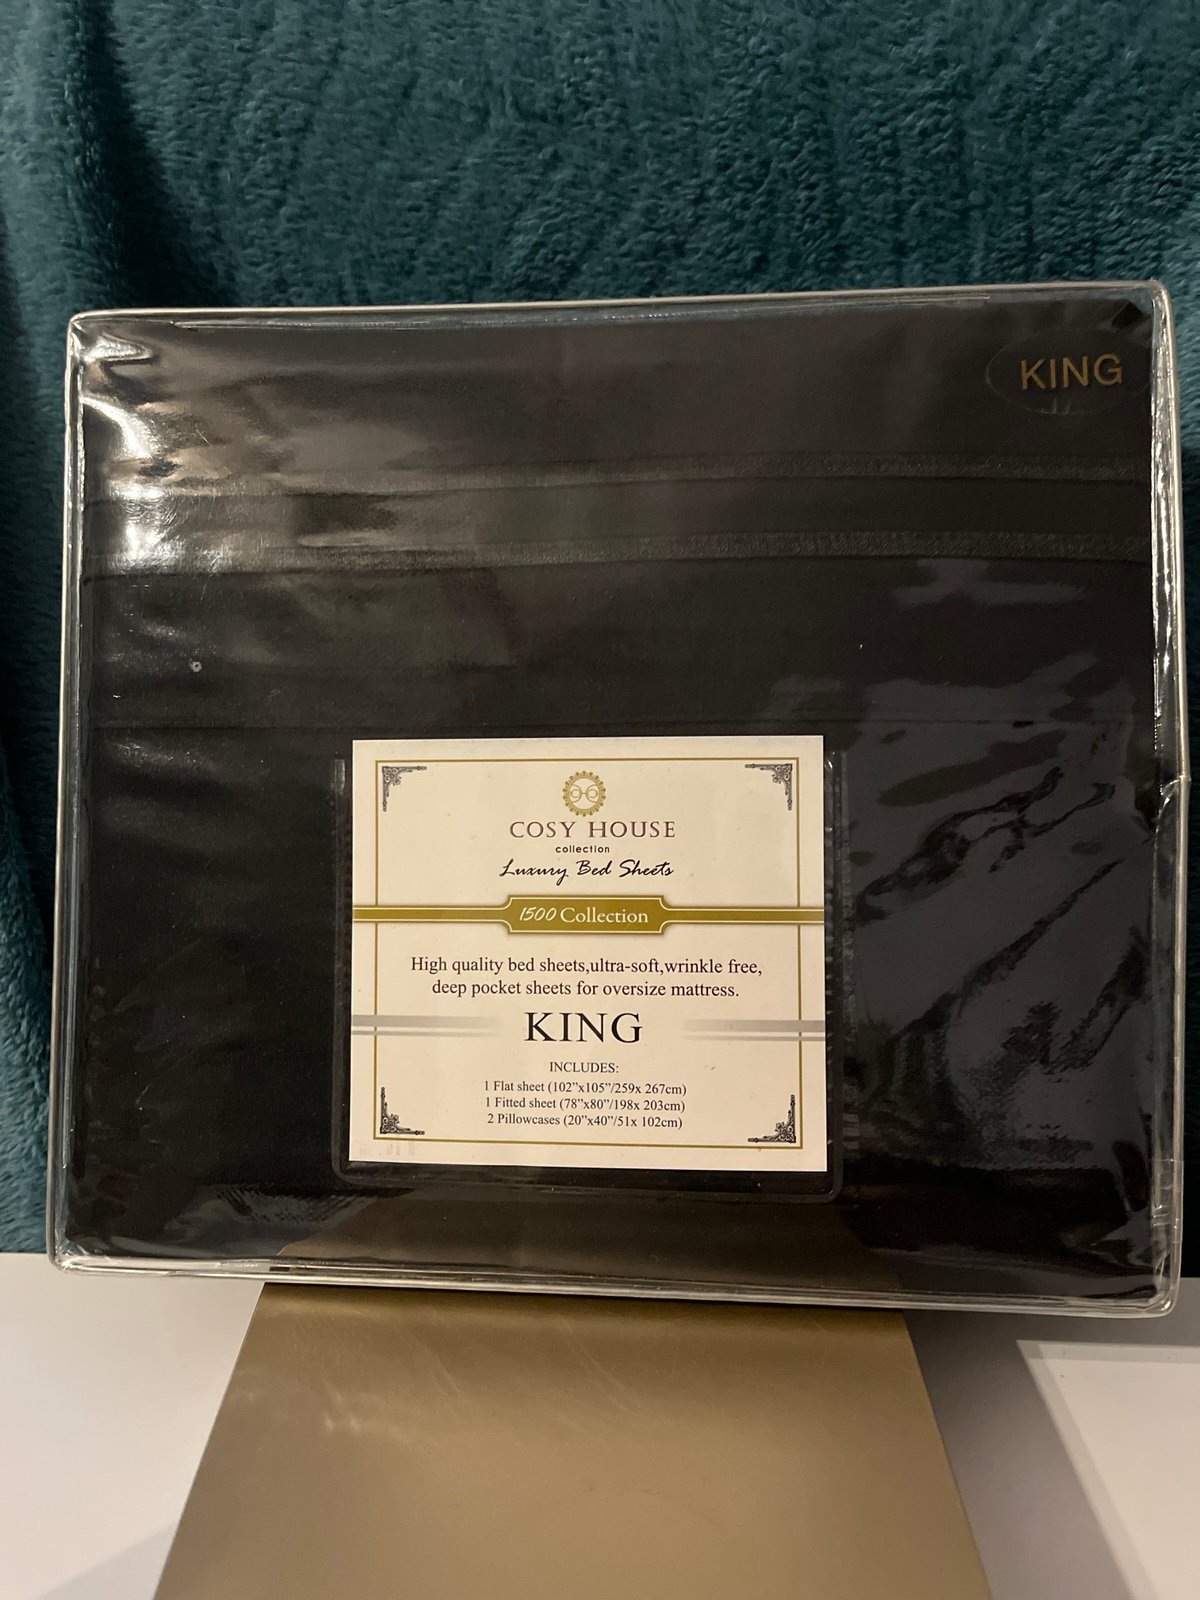 KING
COSY HOUSE
collection
Luxury Bed Sheets
1500 Collection
High quality bed sheets,ultra-soft,wrinkle free,
deep pocket sheets for oversize mattress.
KING
INCLUDES:
1 Flat sheet (102”x105”/259x 267cm)
1 Fitted sheet (78”x80”/198x 203cm)
2 Pillowcases (20”x40”/51x 102cm)